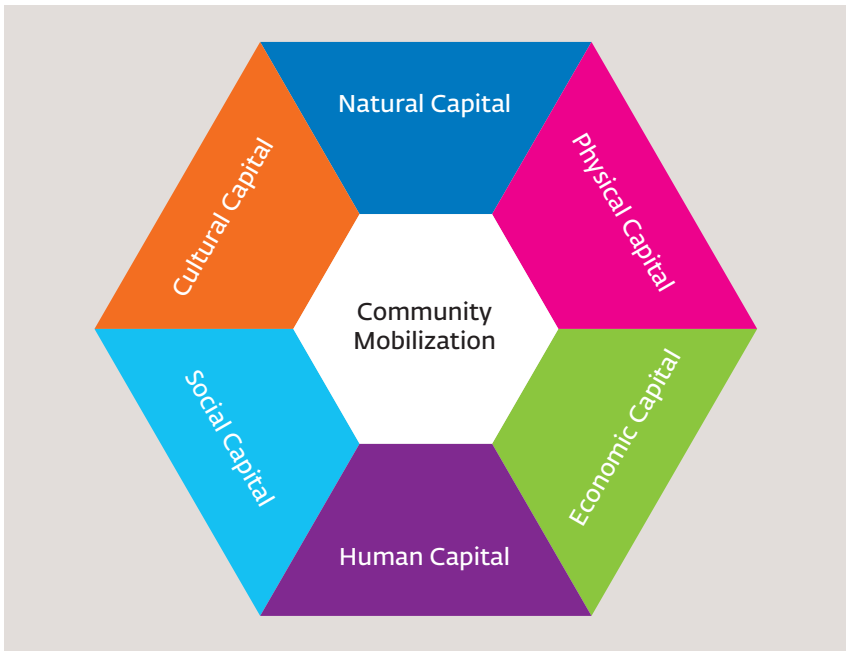 Natural Capital
Physical Capital
Cultural Capital
Community
Mobilization
Economic Capital
Social Capital
Human Capital